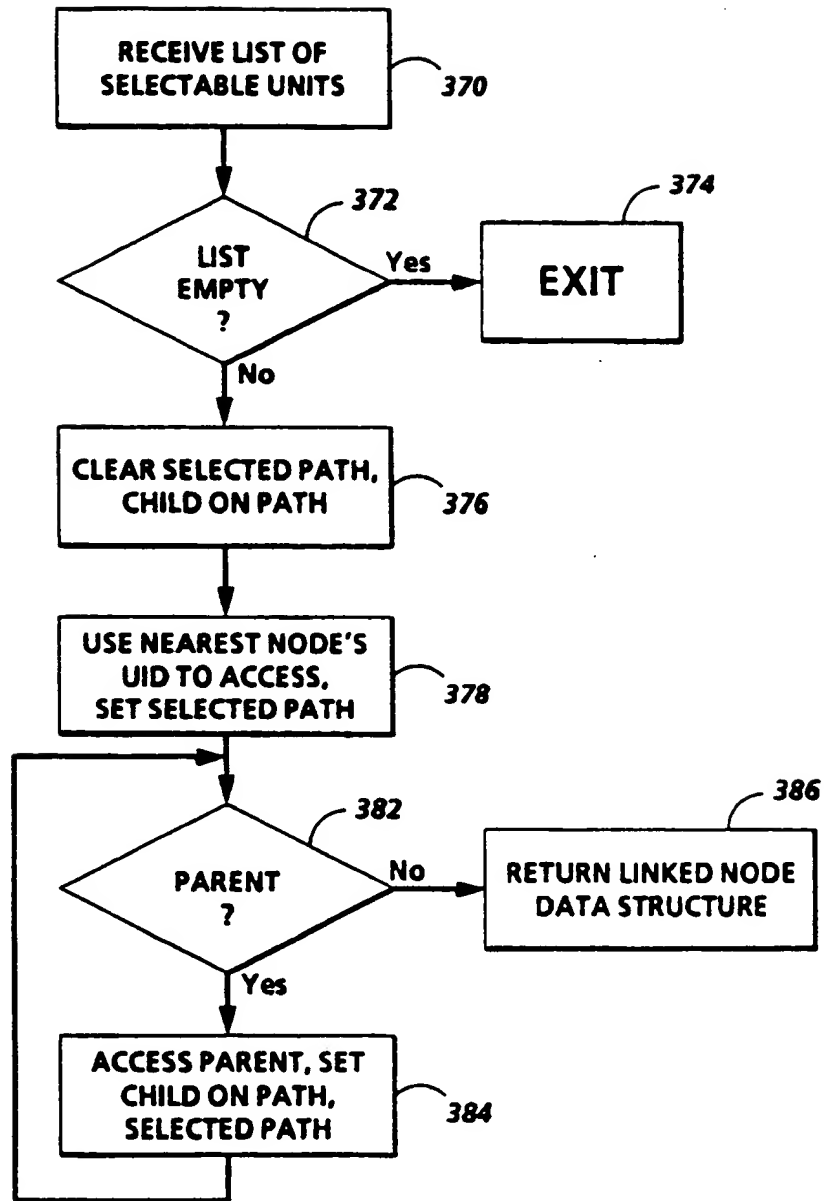 RECEIVE LIST OF
SELECTABLE UNITS
370
372
374
LIST
EMPTY
?
Yes
EXIT
No
CLEAR SELECTED PATH,
CHILD ON PATH
376
USE NEAREST NODE'S
UID TO ACCESS,
SET SELECTED PATH
378
382
386
PARENT
?
No
RETURN LINKED NODE
DATA STRUCTURE
Yes
ACCESS PARENT, SET
CHILD ON PATH,
SELECTED PATH
384